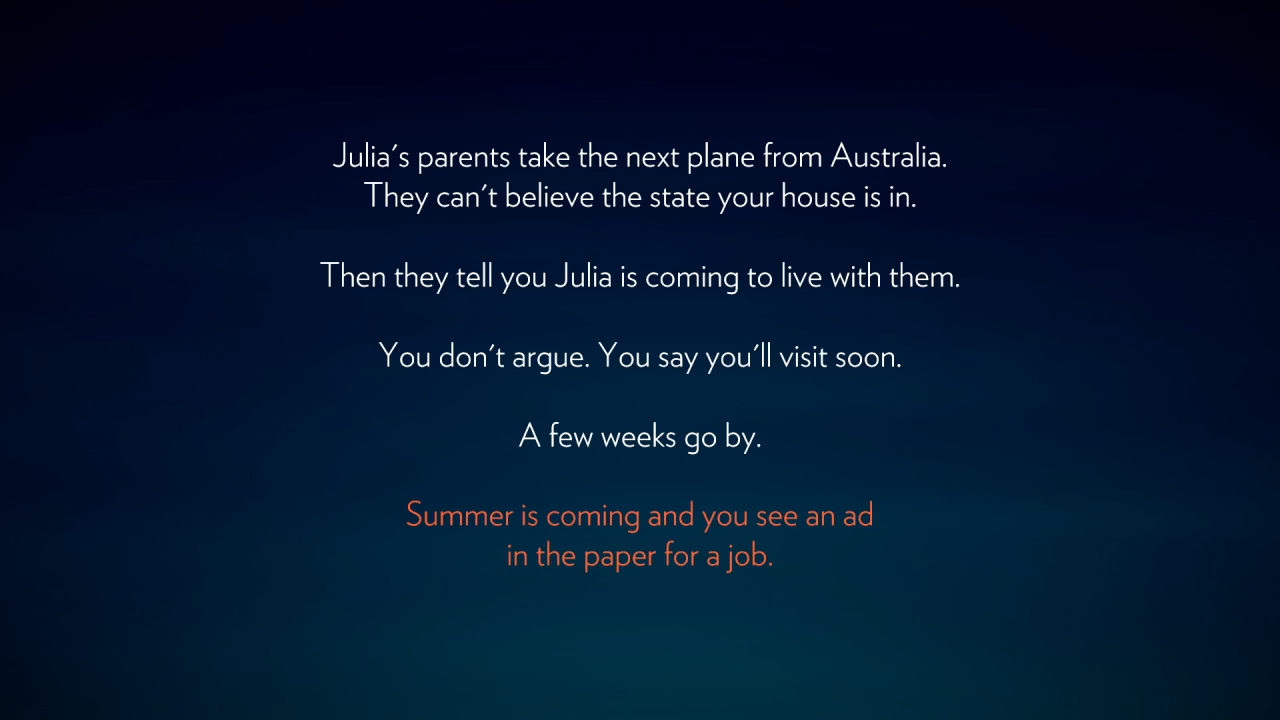 Julia's parents take the next plane from Australia.
They can't believe the state your house is in.
Then they tell you Julia is coming to live with them.
You don't argue. You say you'll visit soon.
A few weeks go by.
Summer is coming and you see an ad
in the paper for a job.